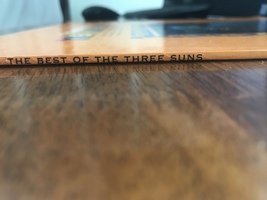 THE BEST OF THE THREE SUNS